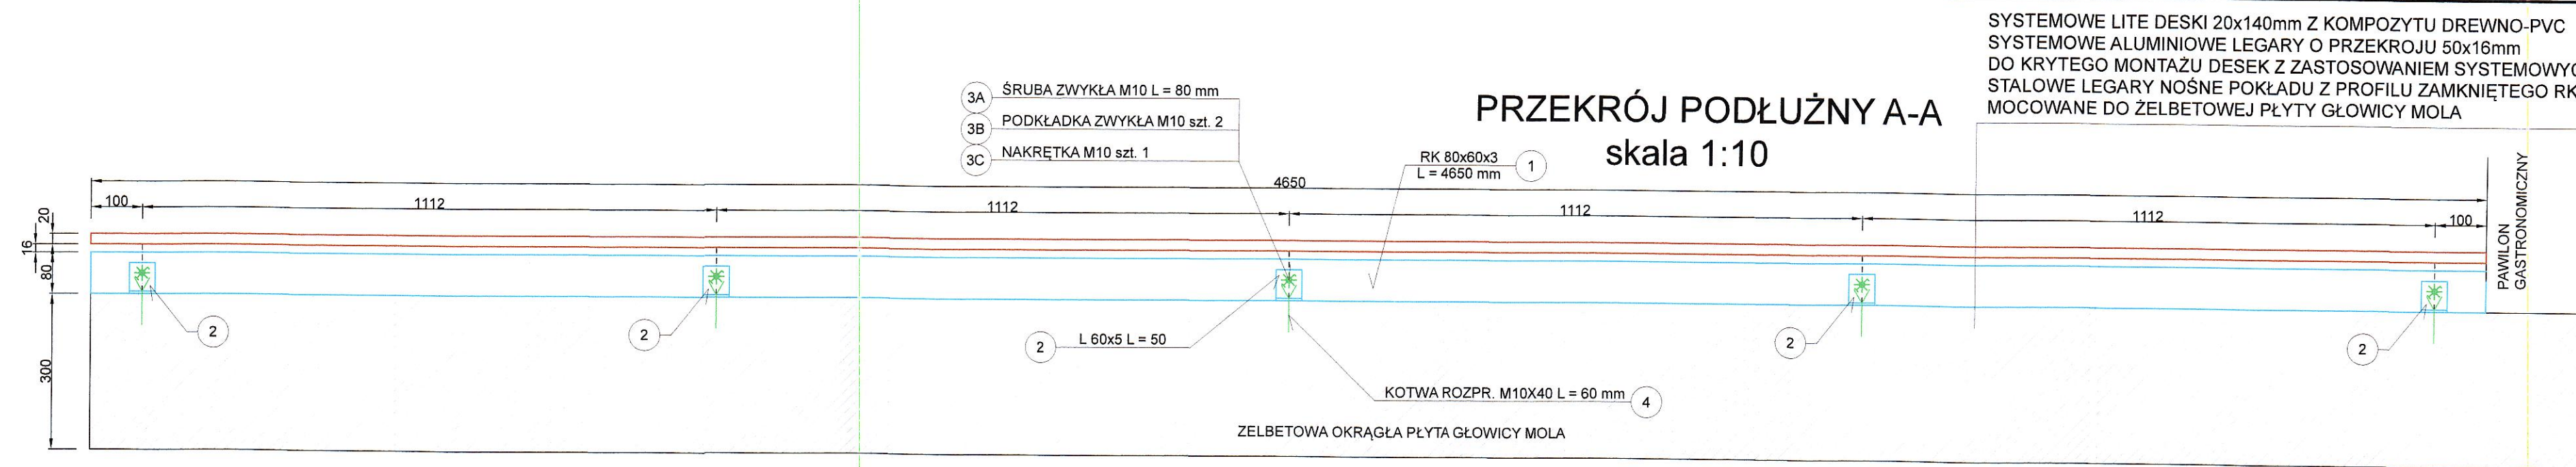 SYSTEMOWE LITE DESKI 20x140mm Z KOMPOZYTU DREWNO-PVC
SYSTEMOWE ALUMINIOWE LEGARY O PRZEKROJU 50x16mm
DO KRYTEGO MONTAŻU DESEK Z ZASTOSOWANIEM
STALOWE LEGARY NOŚNE POKŁADU Z PROFILU ZAMKNIĘTEGO RK
MOCOWANE DO ŻELBETOWEJ PŁYTY GŁOWICY MOLA
PRZEKRÓJ PODŁUŻNY A-A
skala 1:10
3A ŚRUBA ZWYKŁA M10 L = 80 mm
3B PODKŁADKA ZWYKŁA M10 szt. 2
3C NAKRĘTKA M10 szt. 1
RK 80x60x3
L = 4650 mm
1
4650
100
1112
1112
1112
1112
100
20
16
80
300
PAWILON
GASTRONOMICZNY
2
2
2 L 60x5 L = 50
2
2
KOTWA ROZPR. M10X40 L = 60 mm 4
ZELBETOWA OKRĄGŁA PŁYTA GŁOWICY MOLA